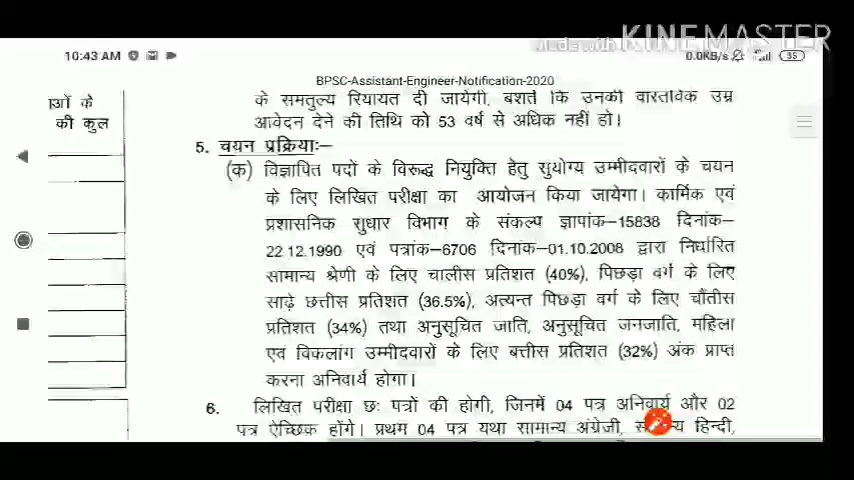 Made with KINEMASTER
10:43 AM
0.0KB/s
35
BPSC-Assistant-Engineer-Notification-2020
की कुल
के समतुल्य रियायत दी जायेगी, बशर्ते कि उनकी वास्तविक उम्र
आवेदन देने की तिथि को 53 वर्ष से अधिक नहीं हो।
5. चयन प्रक्रियाः–
(क) विज्ञापित पदों के विरूद्ध नियुक्ति हेतु सुयोग्य उम्मीदवारों के चयन
के लिए लिखित परीक्षा का आयोजन किया जायेगा। कार्मिक एवं
प्रशासनिक सुधार विभाग के संकल्प ज्ञापांक–15838 दिनांक–
22.12.1990 एवं पत्रांक–6706 दिनांक–01.10.2008 द्वारा निर्धारित
सामान्य श्रेणी के लिए चालीस प्रतिशत (40%), पिछड़ा वर्ग के लिए
साढ़े छत्तीस प्रतिशत (36.5%), अत्यन्त पिछड़ा वर्ग के लिए चौंतीस
प्रतिशत (34%) तथा अनुसूचित जाति, अनुसूचित जनजाति, महिला
एवं विकलांग उम्मीदवारों के लिए बत्तीस प्रतिशत (32%) अंक प्राप्त
करना अनिवार्य होगा।
6. लिखित परीक्षा छः पत्रों की होगी, जिनमें 04 पत्र अनिवार्य और 02
पत्र ऐच्छिक होंगे। प्रथम 04 पत्र यथा सामान्य अंग्रेजी, हिन्दी,